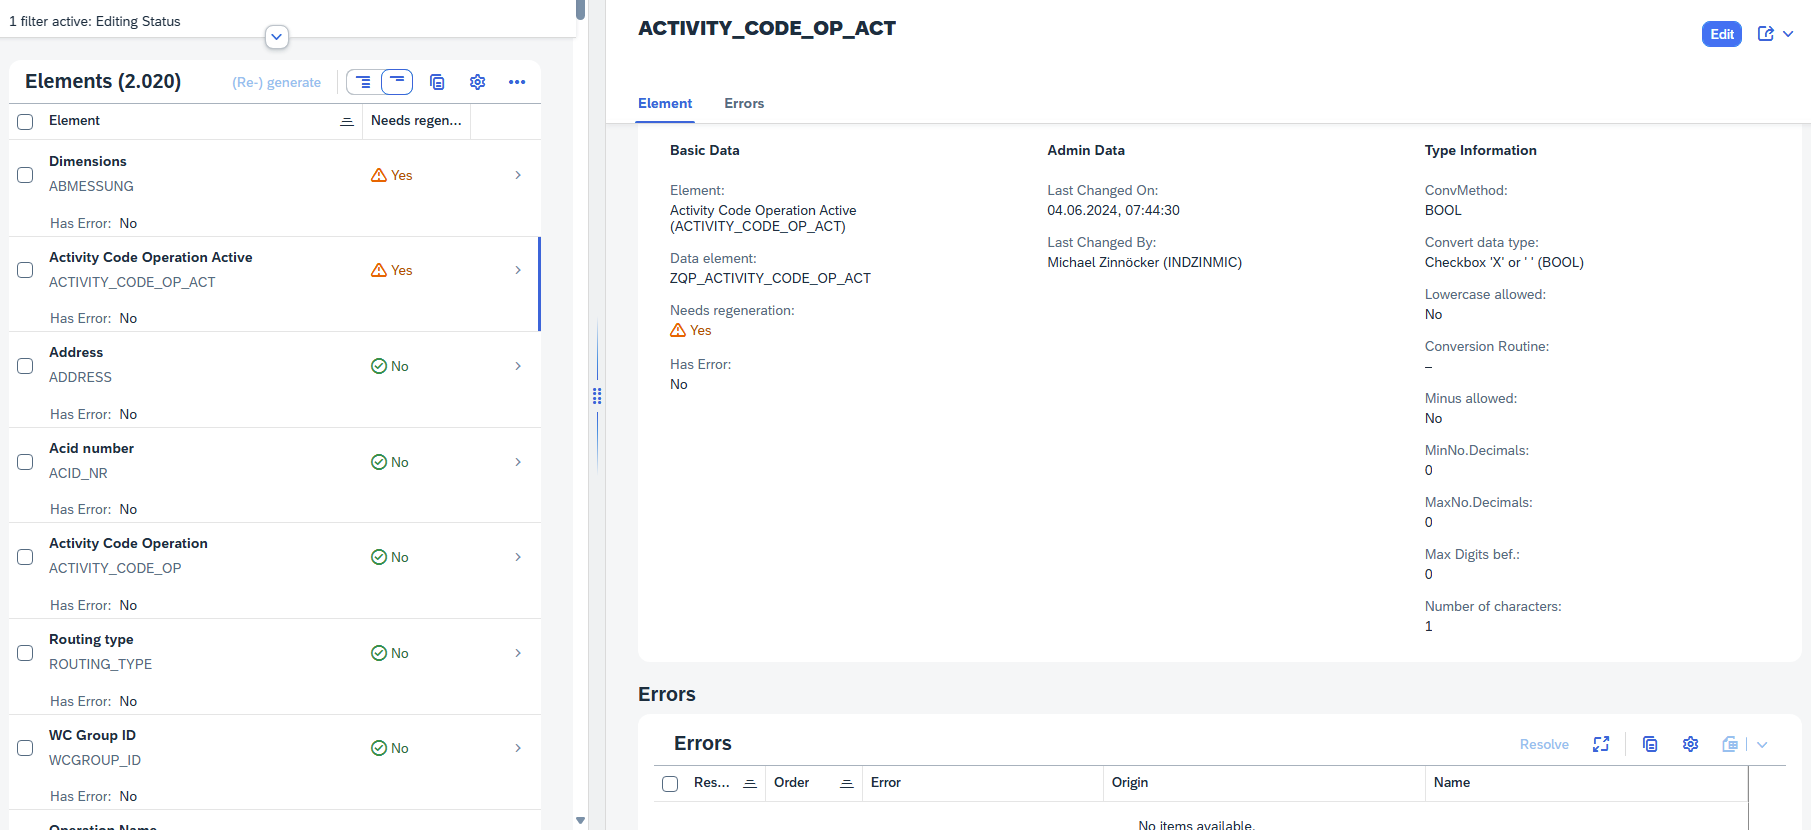 1 filter active: Editing Status
Elements (2.020)
(Re-) generate
Element
Needs regen...
Dimensions
ABMESSUNG
Yes
Has Error: No
Activity Code Operation Active
ACTIVITY_CODE_OP_ACT
Yes
Has Error: No
Address
ADDRESS
No
Has Error: No
Acid number
ACID_NR
No
Has Error: No
Activity Code Operation
ACTIVITY_CODE_OP
No
Has Error: No
Routing type
ROUTING_TYPE
No
Has Error: No
WC Group ID
WCGROUP_ID
No
Has Error: No
Operation Name
ACTIVITY_CODE_OP_ACT
Edit
Element
Errors
Basic Data
Element:
Activity Code Operation Active
(ACTIVITY_CODE_OP_ACT)
Data element:
ZQP_ACTIVITY_CODE_OP_ACT
Needs regeneration:
Yes
Has Error:
No
Admin Data
Last Changed On:
04.06.2024, 07:44:30
Last Changed By:
Michael Zinnöcker (INDZINMIC)
Type Information
ConvMethod:
BOOL
Convert data type:
Checkbox 'X' or ' ' (BOOL)
Lowercase allowed:
No
Conversion Routine:
–
Minus allowed:
No
MinNo.Decimals:
0
MaxNo.Decimals:
0
Max Digits bef.:
0
Number of characters:
1
Errors
Errors
Resolve
Res...
Order
Error
Origin
Name
No items available.